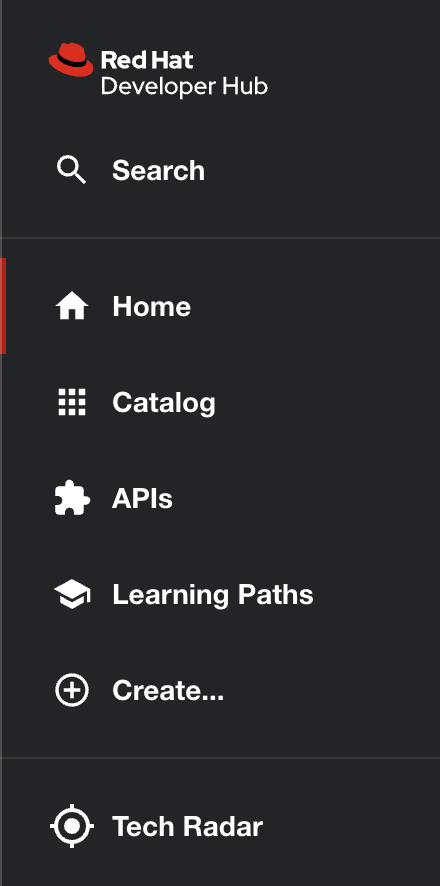 Red Hat
Developer Hub
Search
Home
Catalog
APIs
Learning Paths
Create...
Tech Radar